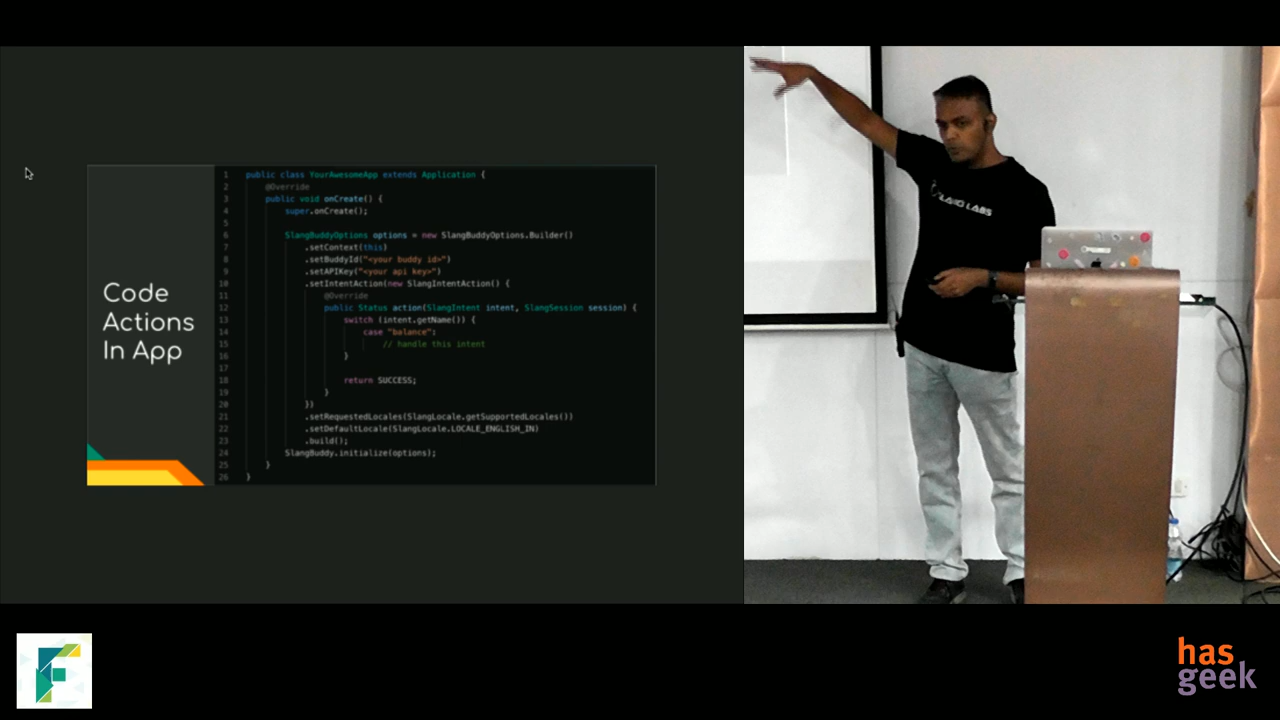 Code
Actions
In App
1 public class YourAwesomeApp extends Application {
2 @Override
3 public void onCreate() {
4 super.onCreate();
5
6 SlangBuddyOptions options = new SlangBuddyOptions.Builder()
7 .setContext(this)
8 .setBuddyId("<your buddy id>")
9 .setAPIKey("<your api key>")
10 .setIntentAction(new SlangIntentAction() {
11 @Override
12 public Status action(SlangIntent intent, SlangSession session) {
13 switch (intent.getName()) {
14 case "balance":
15 // handle this intent
16 }
17
18 return SUCCESS;
19 }
20 })
21 .setRequestedLocales(SlangLocale.getSupportedLocales())
22 .setDefaultLocale(SlangLocale.LOCALE_ENGLISH_IN)
23 .build();
24 SlangBuddy.initialize(options);
25 }
26 }
SLANG LABS
F
has
geek